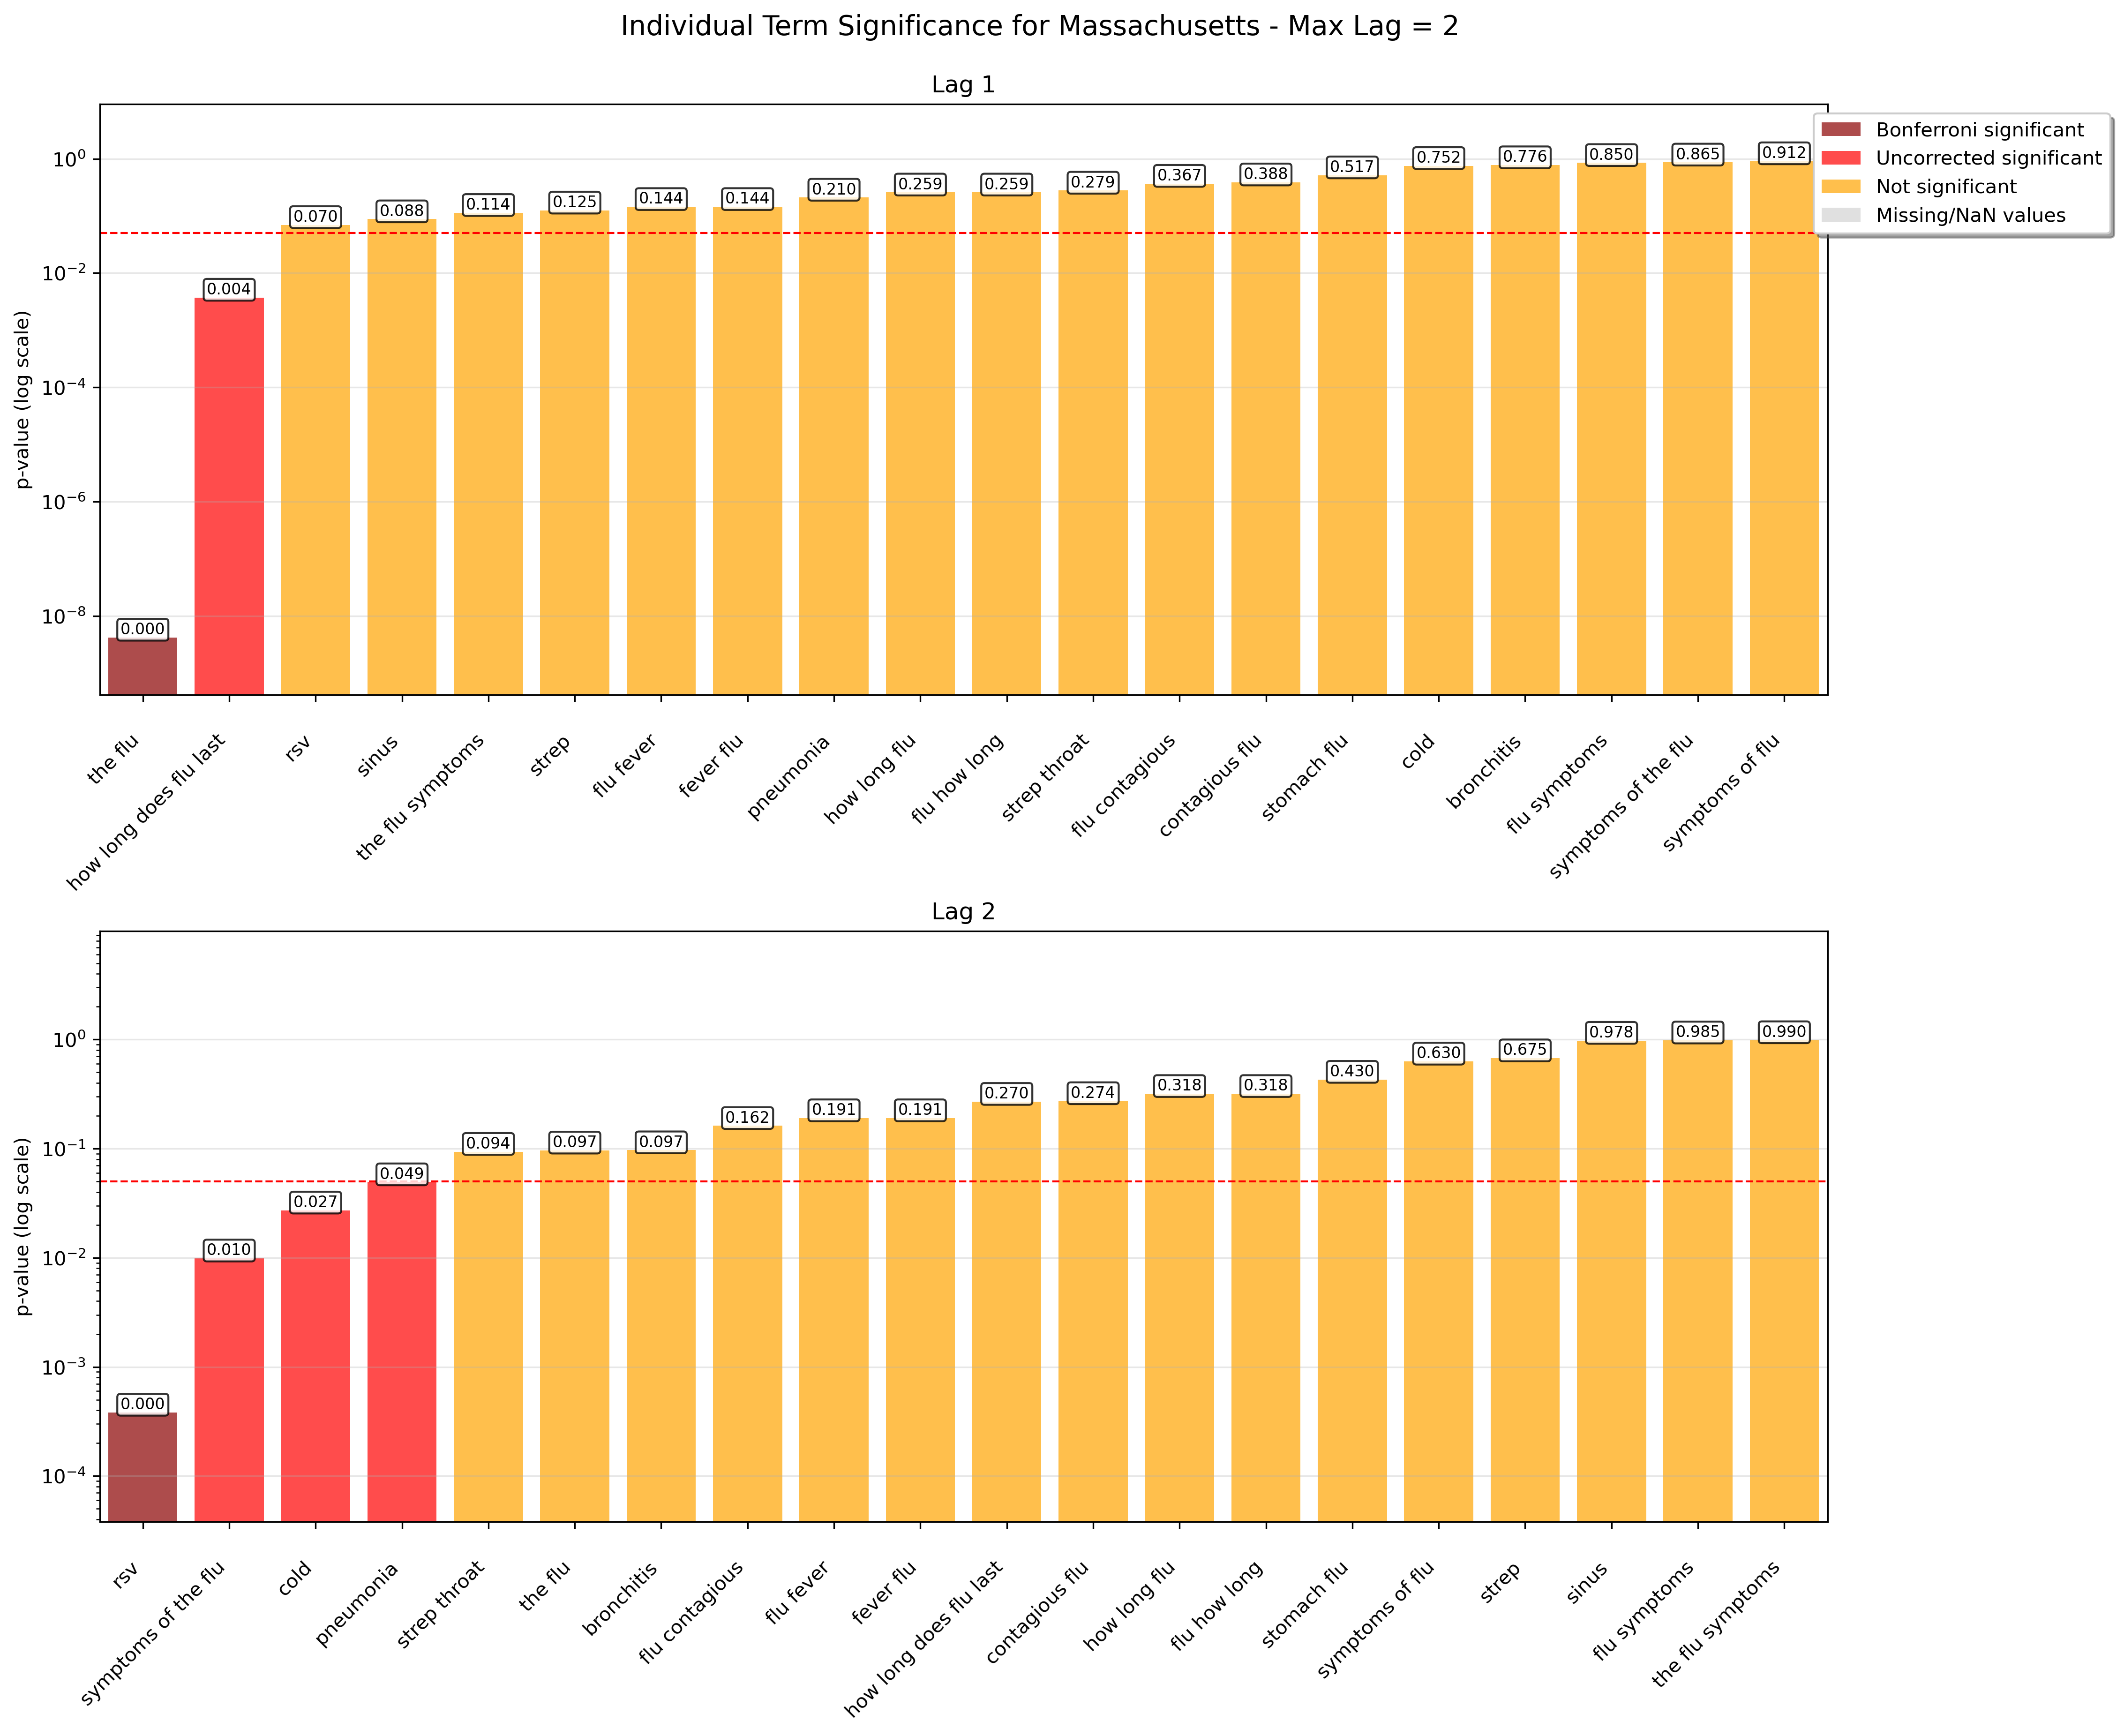 Individual Term Significance for Massachusetts - Max Lag = 2
Lag 1
p-value (log scale)
10⁰
10⁻²
10⁻⁴
10⁻⁶
10⁻⁸
0.000
0.004
0.070
0.088
0.114
0.125
0.144
0.144
0.210
0.259
0.259
0.279
0.367
0.388
0.517
0.752
0.776
0.850
0.865
0.912
Bonferroni significant
Uncorrected significant
Not significant
Missing/NaN values
the flu
how long does flu last
rsv
sinus
the flu symptoms
strep
flu fever
fever flu
pneumonia
how long flu
flu how long
strep throat
flu contagious
contagious flu
stomach flu
cold
bronchitis
flu symptoms
symptoms of the flu
symptoms of flu
Lag 2
p-value (log scale)
10⁰
10⁻¹
10⁻²
10⁻³
10⁻⁴
0.000
0.010
0.027
0.049
0.094
0.097
0.097
0.162
0.191
0.191
0.270
0.274
0.318
0.318
0.430
0.630
0.675
0.978
0.985
0.990
rsv
symptoms of the flu
cold
pneumonia
strep throat
the flu
bronchitis
flu contagious
flu fever
fever flu
how long does flu last
contagious flu
how long flu
flu how long
stomach flu
symptoms of flu
strep
sinus
flu symptoms
the flu symptoms